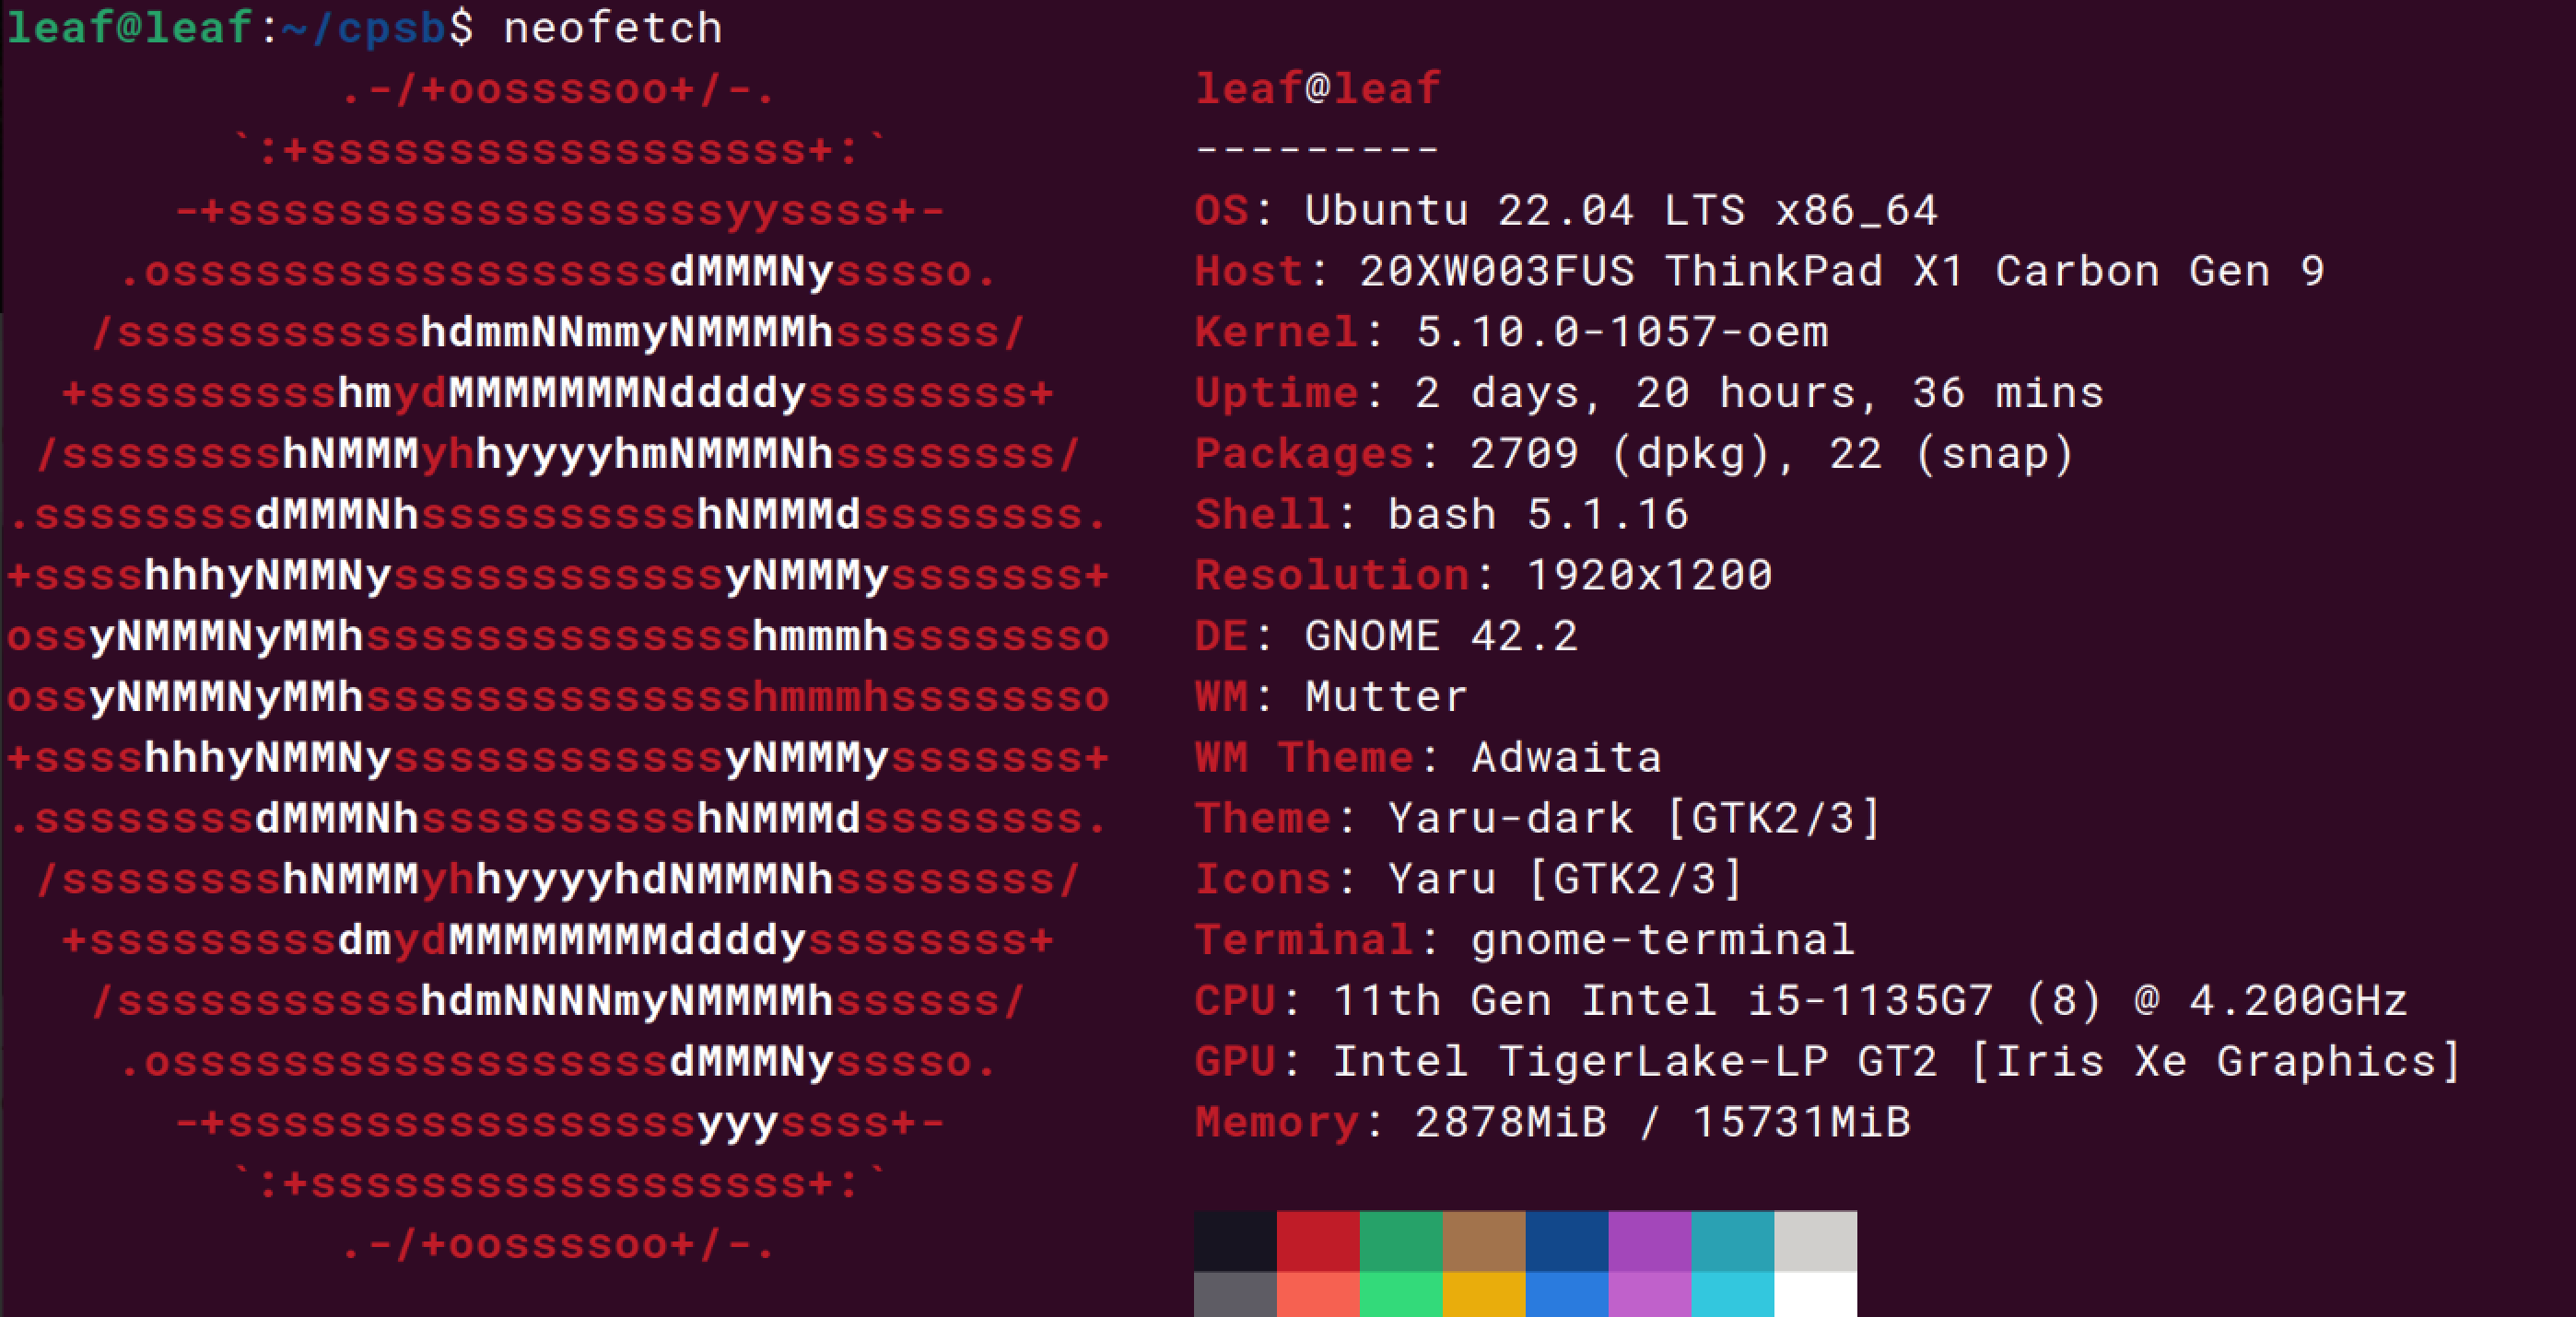 leaf@leaf:~/cpsb$ neofetch
            .-/+oossssoo+/-.               leaf@leaf
        `:+ssssssssssssssssss+:`           ---------
      -+ssssssssssssssssssyyssss+-         OS: Ubuntu 22.04 LTS x86_64
    .ossssssssssssssssssdMMMNysssso.       Host: 20XW003FUS ThinkPad X1 Carbon Gen 9
   /ssssssssssshdmmNNmmyNMMMMhssssss/      Kernel: 5.10.0-1057-oem
  +ssssssssshmydMMMMMMMNddddyssssssss+     Uptime: 2 days, 20 hours, 36 mins
 /sssssssshNMMMyhhyyyyhmNMMMNhssssssss/    Packages: 2709 (dpkg), 22 (snap)
.ssssssssdMMMNhsssssssssshNMMMdssssssss.   Shell: bash 5.1.16
+sssshhhyNMMNyssssssssssssyNMMMysssssss+   Resolution: 1920x1200
ossyNMMMNyMMhsssssssssssssshmmmhssssssso   DE: GNOME 42.2
ossyNMMMNyMMhsssssssssssssshmmmhssssssso   WM: Mutter
+sssshhhyNMMNyssssssssssssyNMMMysssssss+   WM Theme: Adwaita
.ssssssssdMMMNhsssssssssshNMMMdssssssss.   Theme: Yaru-dark [GTK2/3]
 /sssssssshNMMMyhhyyyyhdNMMMNhssssssss/    Icons: Yaru [GTK2/3]
  +sssssssssdmydMMMMMMMMddddyssssssss+     Terminal: gnome-terminal
   /ssssssssssshdmNNNNmyNMMMMhssssss/      CPU: 11th Gen Intel i5-1135G7 (8) @ 4.200GHz
    .ossssssssssssssssssdMMMNysssso.       GPU: Intel TigerLake-LP GT2 [Iris Xe Graphics]
      -+sssssssssssssssssyyyssss+-         Memory: 2878MiB / 15731MiB
        `:+ssssssssssssssssss+:`
            .-/+oossssoo+/-.